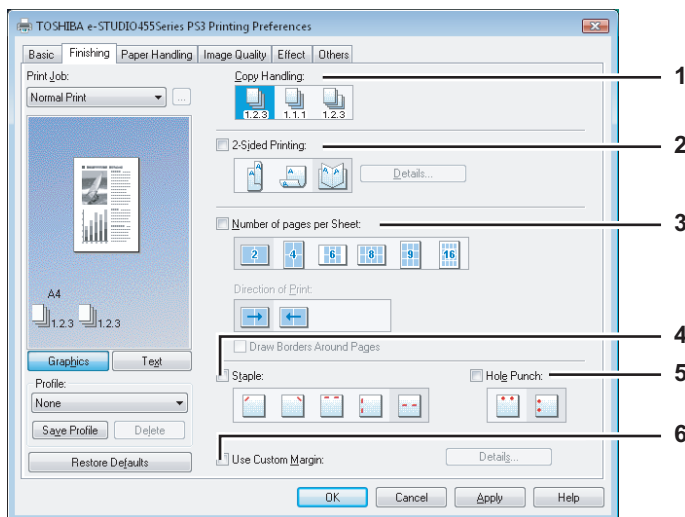 TOSHIBA e-STUDIO455Series PS3 Printing Preferences
Basic Finishing Paper Handling Image Quality Effect Others
Print Job:
Normal Print
...
A4
1.2.3 1.2.3
Graphics Text
Profile:
None
Save Profile Delete
Restore Defaults
Copy Handling:
1.2.3 1.1.1 1.2.3
1
2-Sided Printing:
2
A A A A
Details...
Number of pages per Sheet:
3
2 4 6 8 9 16
Direction of Print:
Draw Borders Around Pages
4
Staple:
Hole Punch:
5
6
Use Custom Margin:
Details...
OK Cancel Apply Help